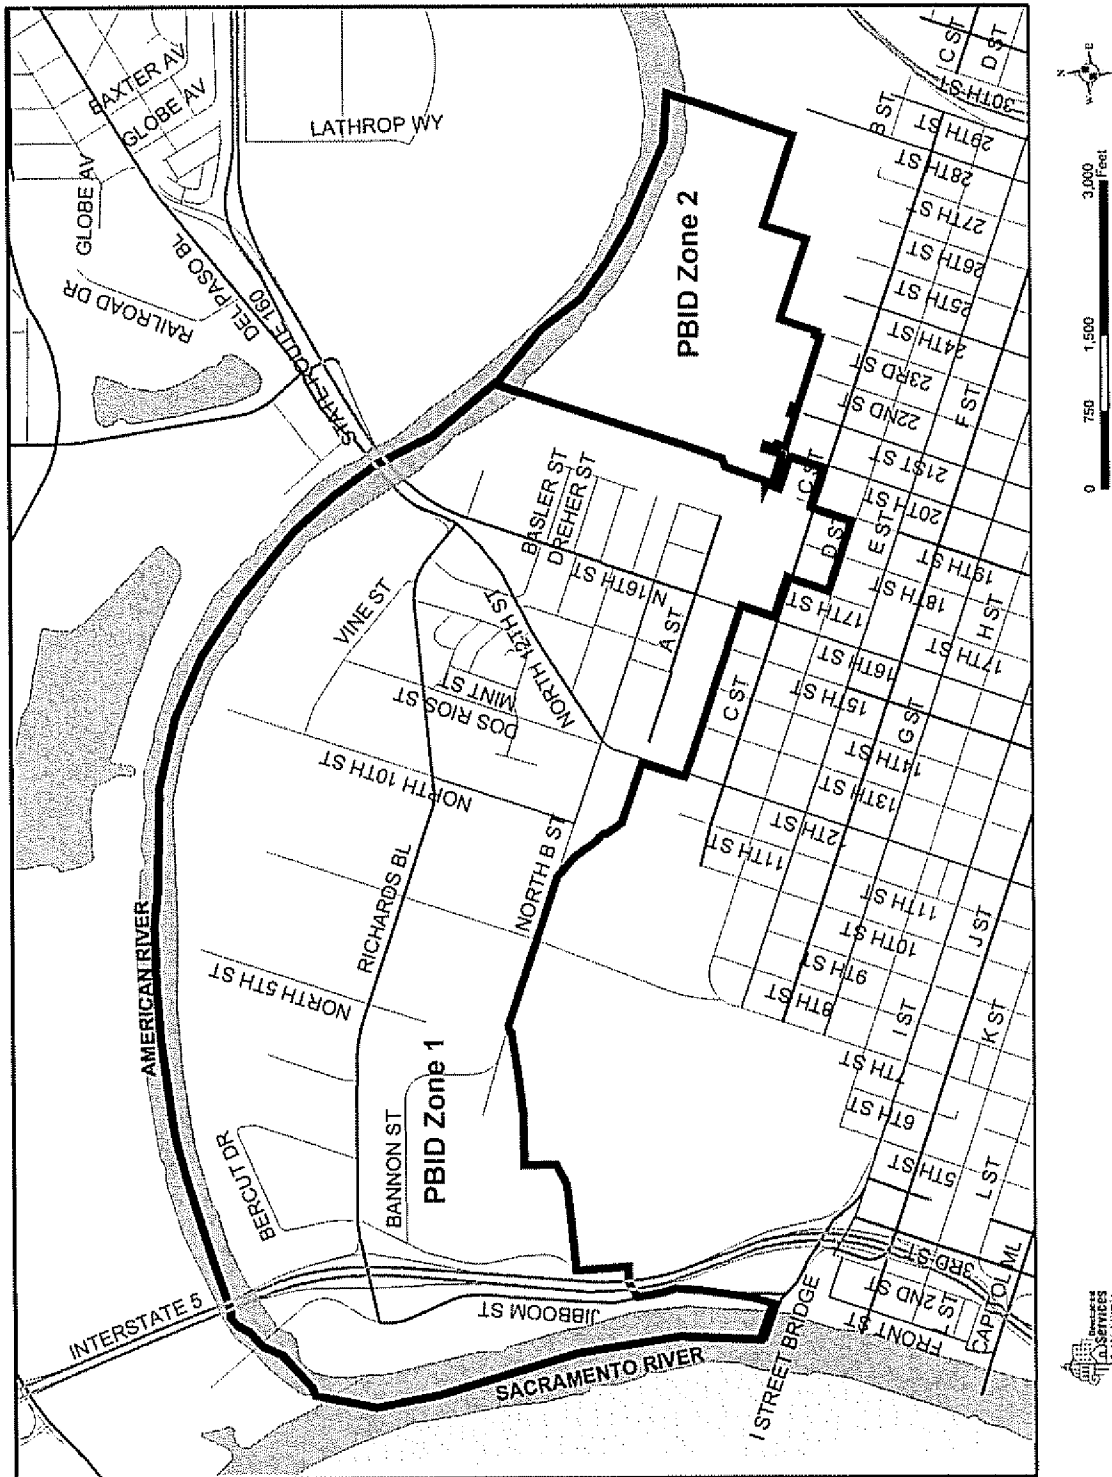 INTERSTATE 5
AMERICAN RIVER
SACRAMENTO RIVER
I STREET BRIDGE
JIBBOOM ST
BERCUT DR
BANNON ST
PBID Zone 1
RICHARDS BL
NORTH 5TH ST
NORTH 10TH ST
NORTH B ST
DOS RIOS ST
MINT ST
VINE ST
NORTH 12TH ST
N 16TH ST
BASLER ST
DREHER ST
A ST
STATE ROUTE 160
DEL PASO BL
RAILROAD DR
GLOBE AV
GLOBE AV
BAXTER AV
LATHROP WY
PBID Zone 2
B ST
C ST
D ST
30TH ST
29TH ST
28TH ST
27TH ST
26TH ST
25TH ST
24TH ST
23RD ST
22ND ST
21ST ST
20TH ST
19TH ST
18TH ST
17TH ST
17TH ST
16TH ST
15TH ST
14TH ST
13TH ST
12TH ST
11TH ST
11TH ST
10TH ST
9TH ST
8TH ST
7TH ST
6TH ST
5TH ST
3RD ST
2ND ST
FRONT ST
CAPITOL ML
C ST
C ST
D ST
E ST
F ST
G ST
H ST
I ST
J ST
K ST
L ST
N
E
W
0
750
1,500
3,000
Feet
Services